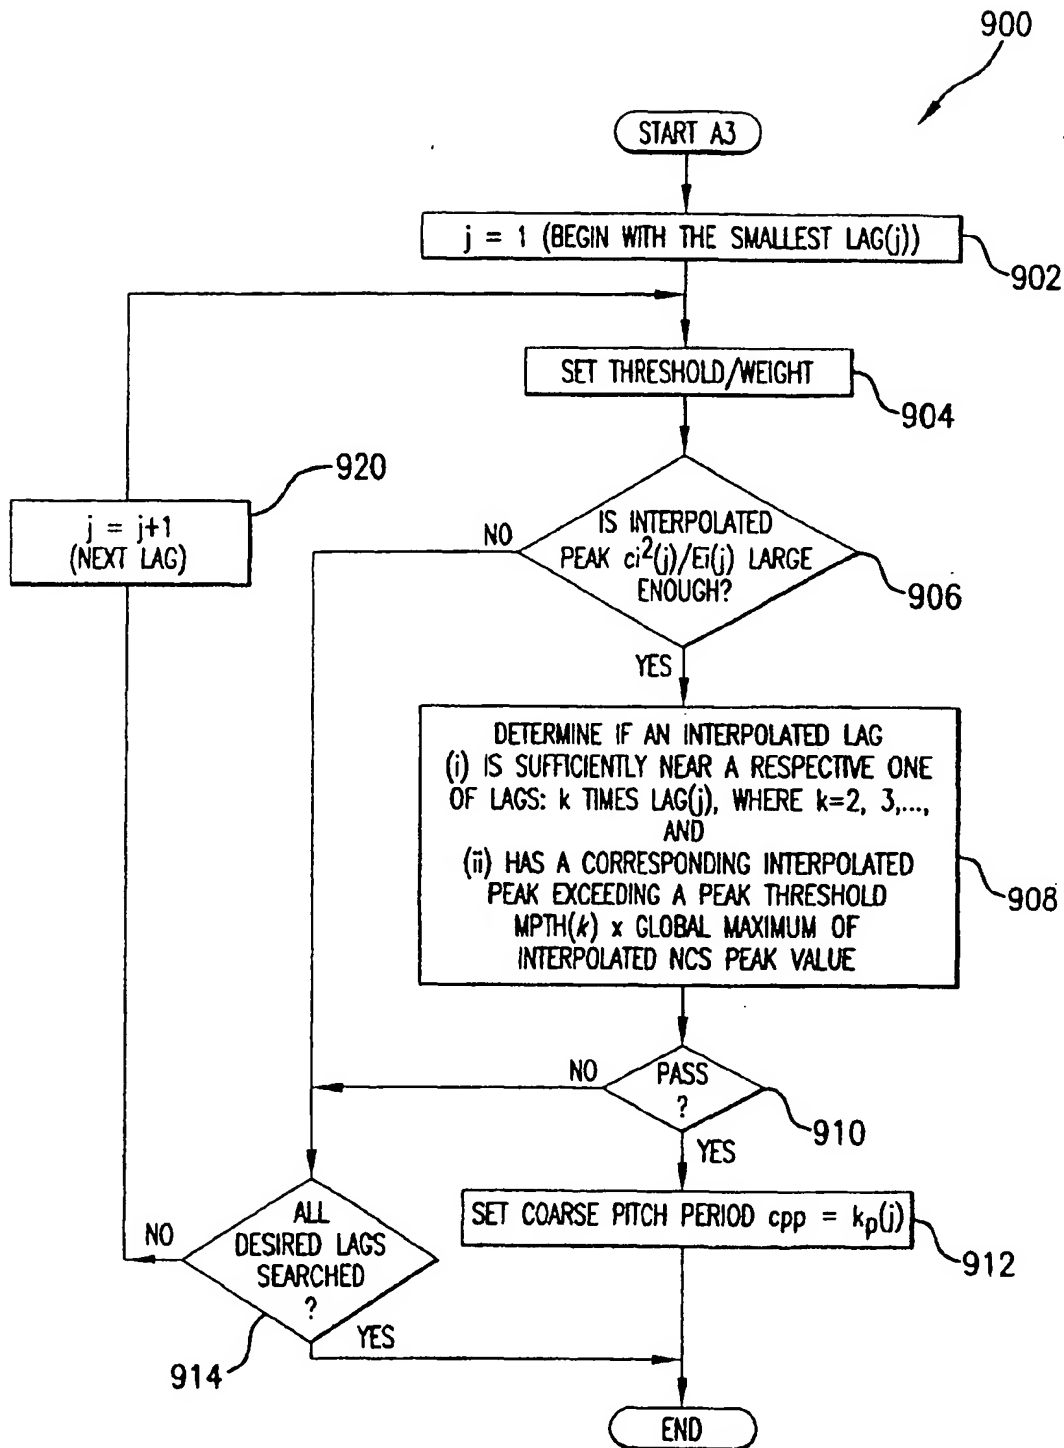 900
START A3
j = 1 (BEGIN WITH THE SMALLEST LAG(j))
902
SET THRESHOLD/WEIGHT
904
920
j = j+1
(NEXT LAG)
NO
IS INTERPOLATED
PEAK ci²(j)/Ei(j) LARGE
ENOUGH?
906
YES
DETERMINE IF AN INTERPOLATED LAG
(i) IS SUFFICIENTLY NEAR A RESPECTIVE ONE
OF LAGS: k TIMES LAG(j), WHERE k=2, 3,...,
AND
(ii) HAS A CORRESPONDING INTERPOLATED
PEAK EXCEEDING A PEAK THRESHOLD
MPTH(k) x GLOBAL MAXIMUM OF
INTERPOLATED NCS PEAK VALUE
908
NO
PASS
?
910
YES
SET COARSE PITCH PERIOD cpp = kp(j)
912
NO
ALL
DESIRED LAGS
SEARCHED
?
YES
914
END